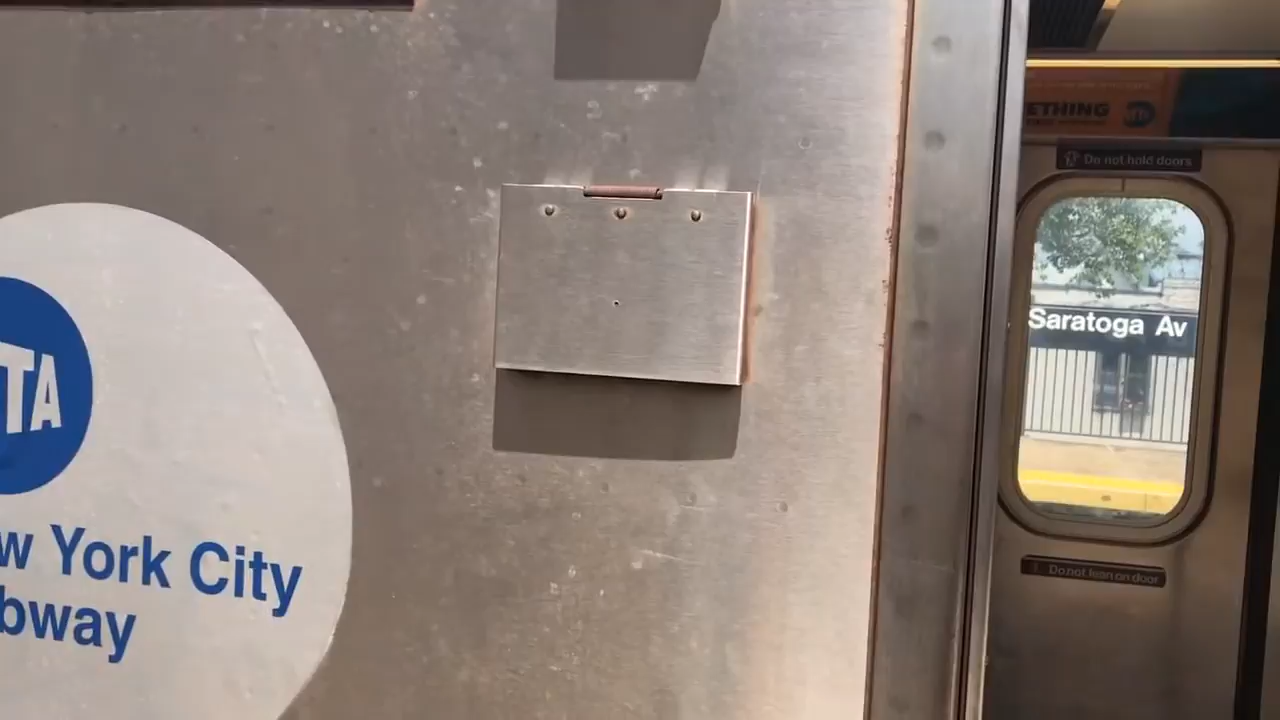 TA
w York City
bway
ETHING
Do not hold doors
Saratoga Av
Do not lean on door